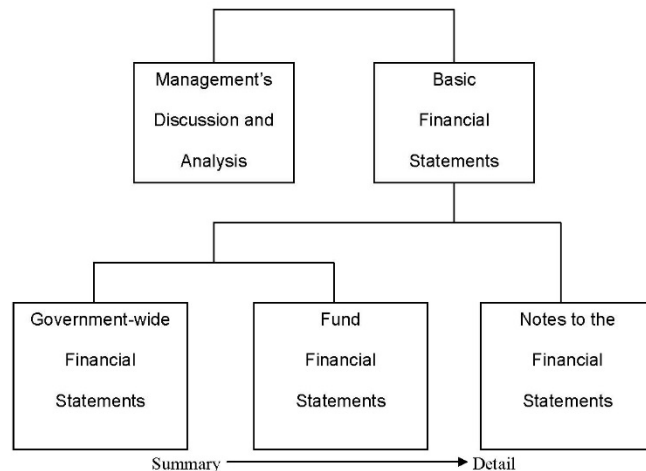 Management’s
Discussion and
Analysis
Basic
Financial
Statements
Government-wide
Financial
Statements
Fund
Financial
Statements
Notes to the
Financial
Statements
Summary
Detail